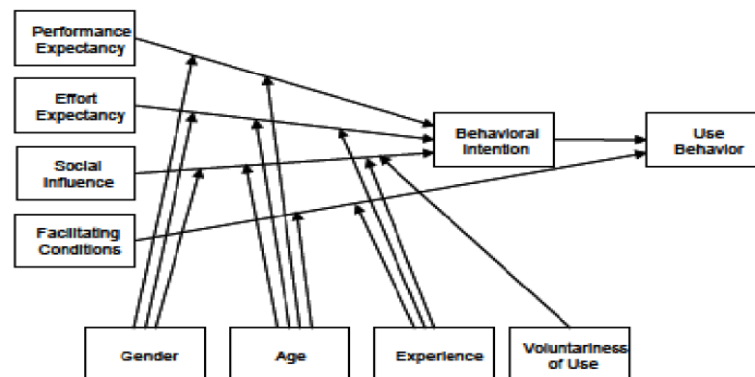 Performance
Expectancy
Effort
Expectancy
Social
Influence
Facilitating
Conditions
Behavioral
Intention
Use
Behavior
Gender
Age
Experience
Voluntariness
of Use